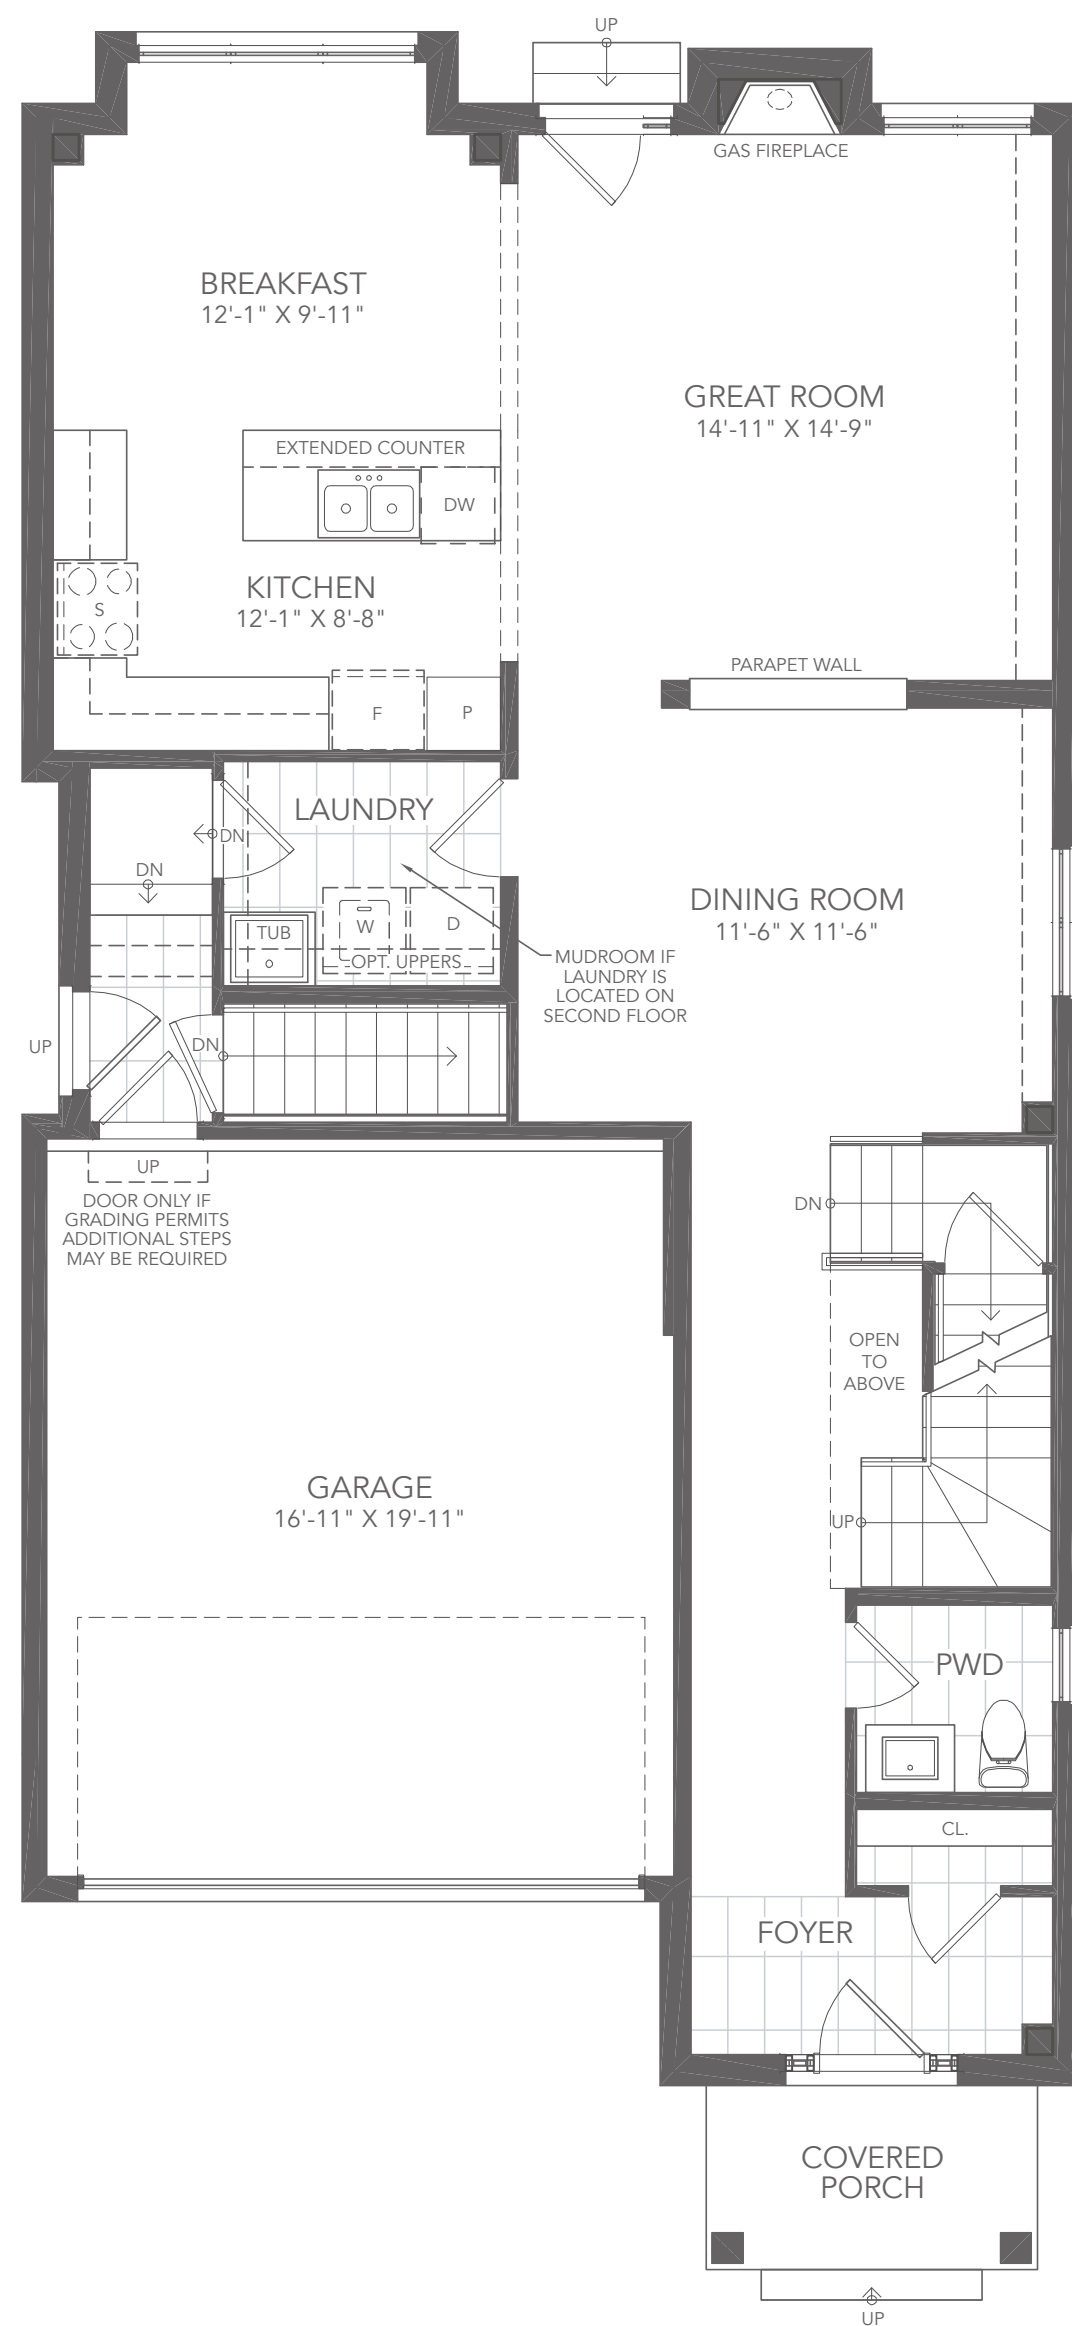 UP
GAS FIREPLACE
BREAKFAST
12'-1" X 9'-11"
GREAT ROOM
14'-11" X 14'-9"
EXTENDED COUNTER
DW
KITCHEN
12'-1" X 8'-8"
S
F
P
PARAPET WALL
LAUNDRY
DN
DN
TUB
W
D
OPT. UPPERS
DINING ROOM
11'-6" X 11'-6"
MUDROOM IF
LAUNDRY IS
LOCATED ON
SECOND FLOOR
UP
DN
UP
DOOR ONLY IF
GRADING PERMITS
ADDITIONAL STEPS
MAY BE REQUIRED
DN
OPEN
TO
ABOVE
GARAGE
16'-11" X 19'-11"
UP
PWD
CL.
FOYER
COVERED
PORCH
UP